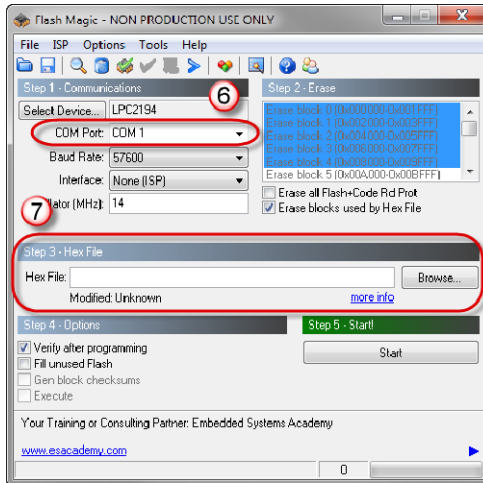 Flash Magic - NON PRODUCTION USE ONLY
File ISP Options Tools Help
Step 1 - Communications
Select Device... LPC2194
6
COM Port: COM 1
Baud Rate: 57600
Interface: None (ISP)
7
llator (MHz): 14
Step 2 - Erase
Erase block 0 (0x000000-0x001FFF)
Erase block 1 (0x002000-0x003FFF)
Erase block 2 (0x004000-0x005FFF)
Erase block 3 (0x006000-0x007FFF)
Erase block 4 (0x008000-0x009FFF)
Erase block 5 (0x00A000-0x00BFFF)
Erase all Flash+Code Rd Prot
Erase blocks used by Hex File
Step 3 - Hex File
Hex File: Browse...
Modified: Unknown more info
Step 4 - Options
Verify after programming
Fill unused Flash
Gen block checksums
Execute
Step 5 - Start!
Start
Your Training or Consulting Partner: Embedded Systems Academy
www.esacademy.com
0